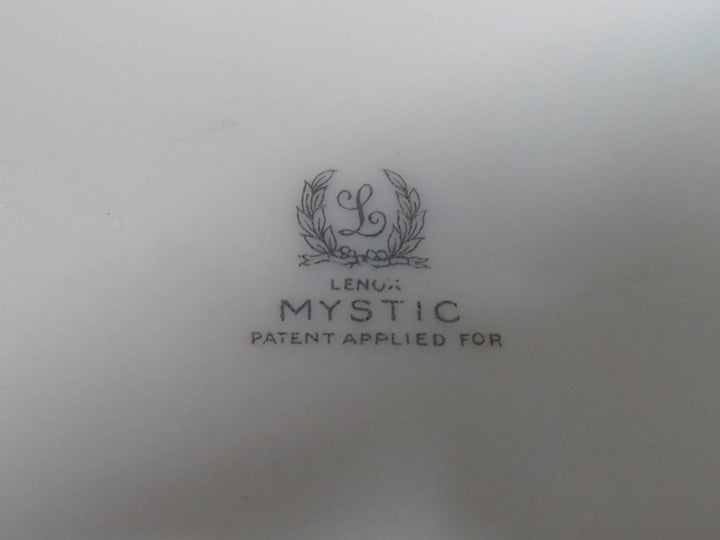 L
LENOX
MYSTIC
PATENT APPLIED FOR